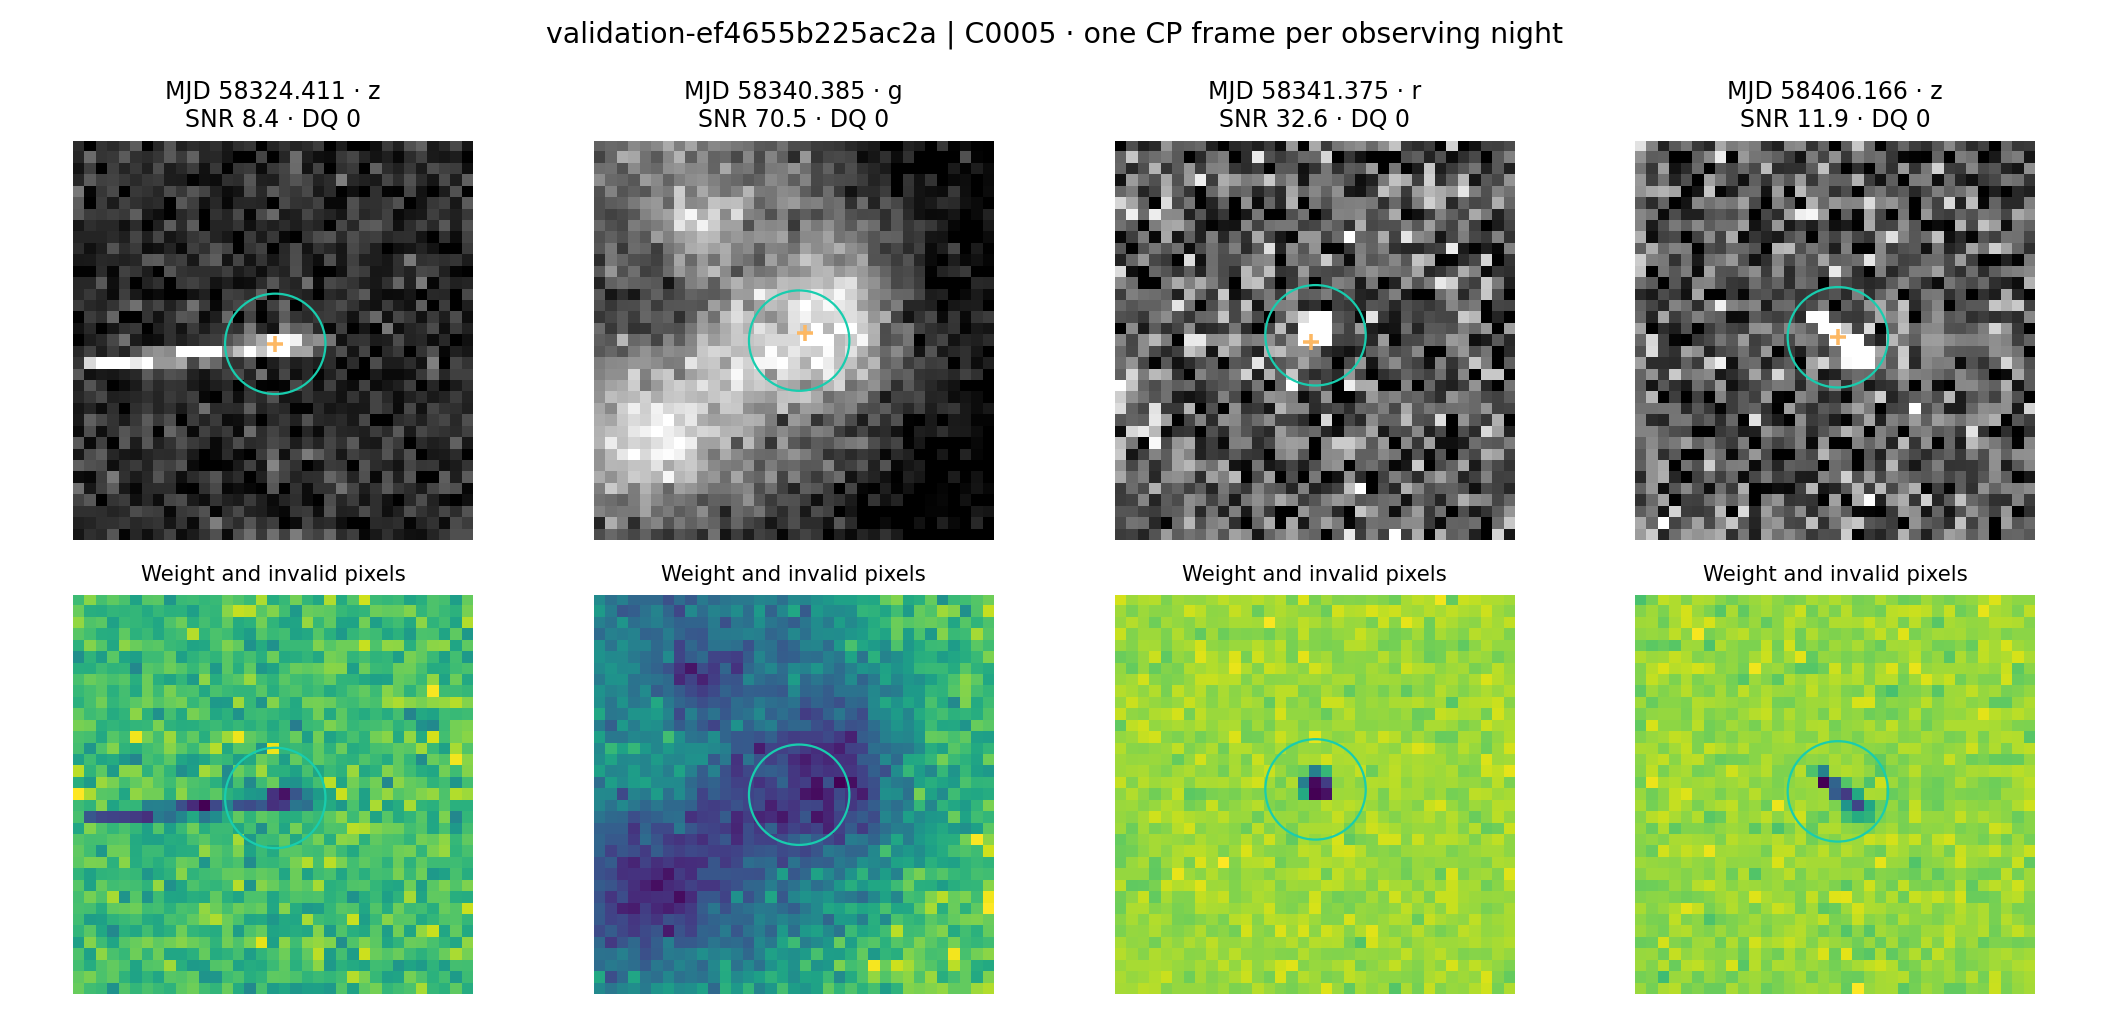 validation-ef4655b225ac2a | C0005 · one CP frame per observing night
MJD 58324.411 · z
SNR 8.4 · DQ 0
MJD 58340.385 · g
SNR 70.5 · DQ 0
MJD 58341.375 · r
SNR 32.6 · DQ 0
MJD 58406.166 · z
SNR 11.9 · DQ 0
Weight and invalid pixels
Weight and invalid pixels
Weight and invalid pixels
Weight and invalid pixels